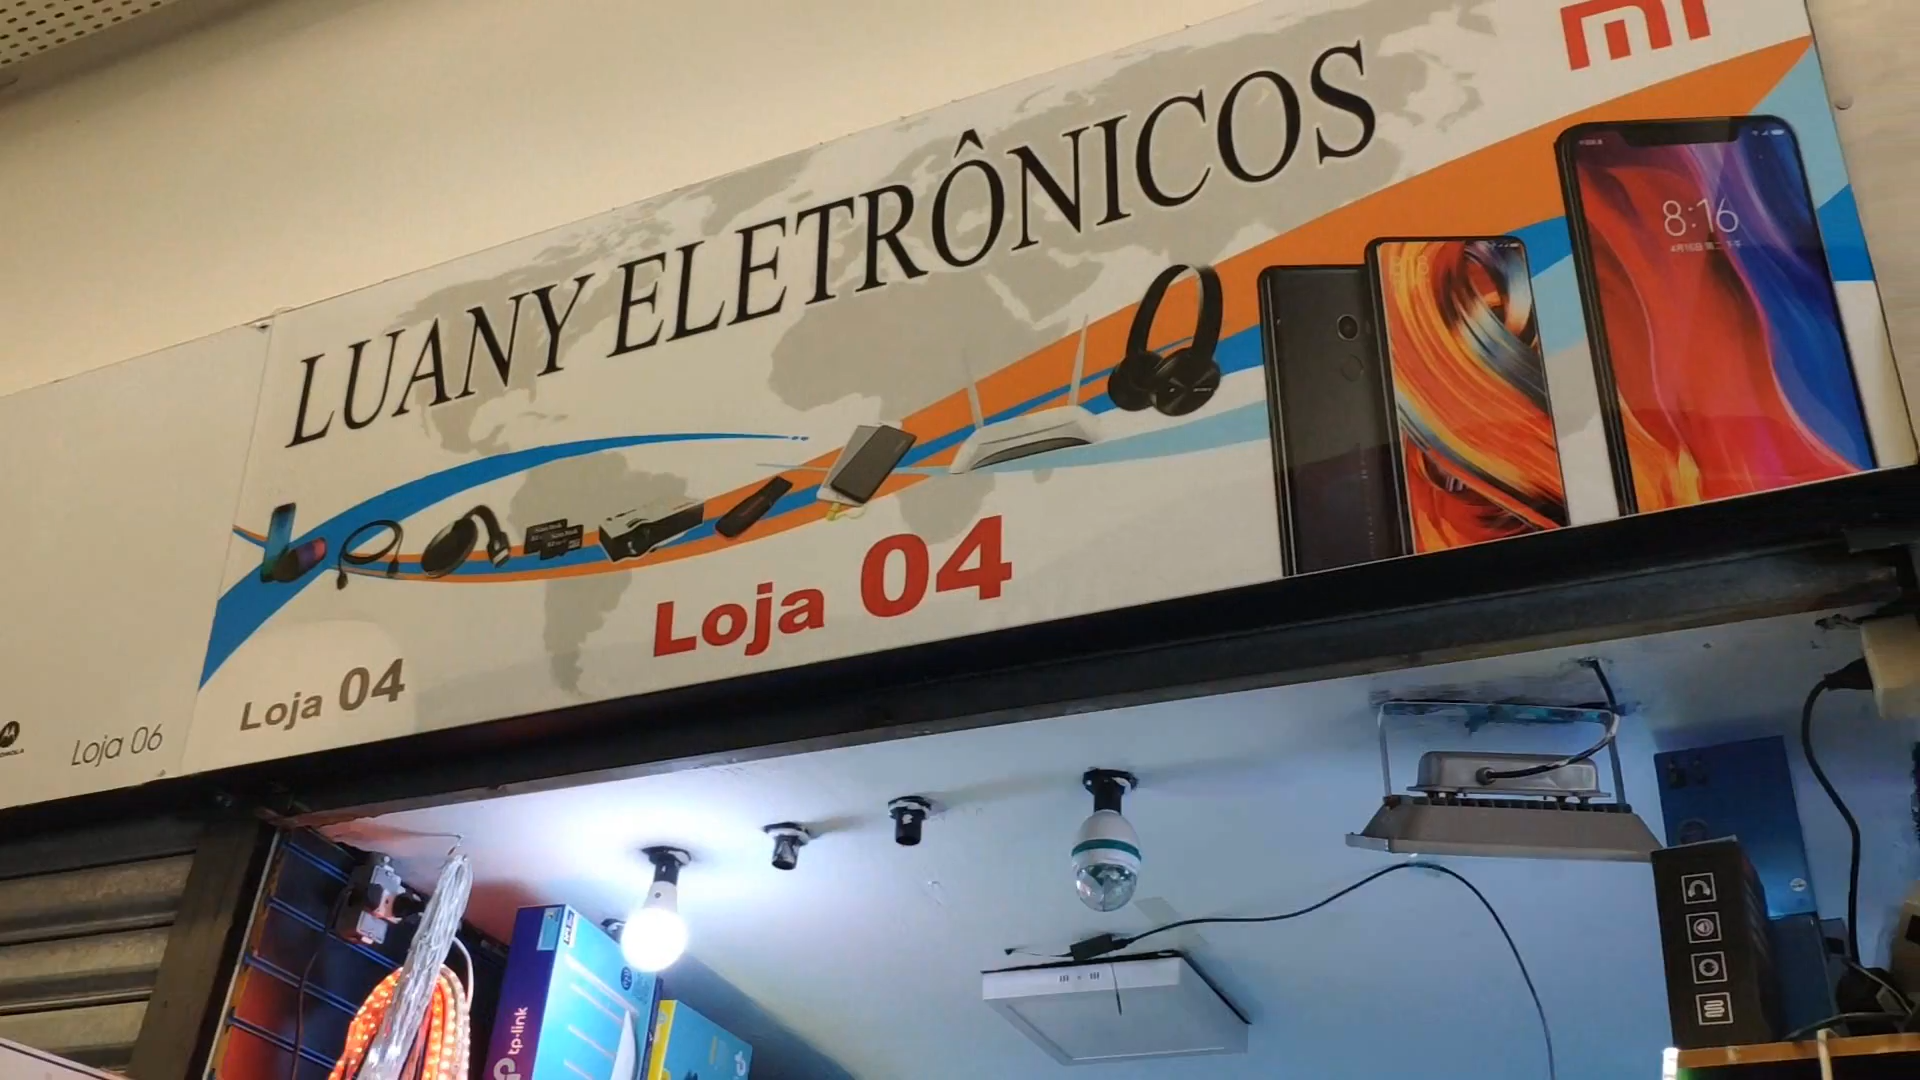 mi
LUANY ELETRÔNICOS
8:16
Loja 04
Loja 04
Loja 06
tp-link